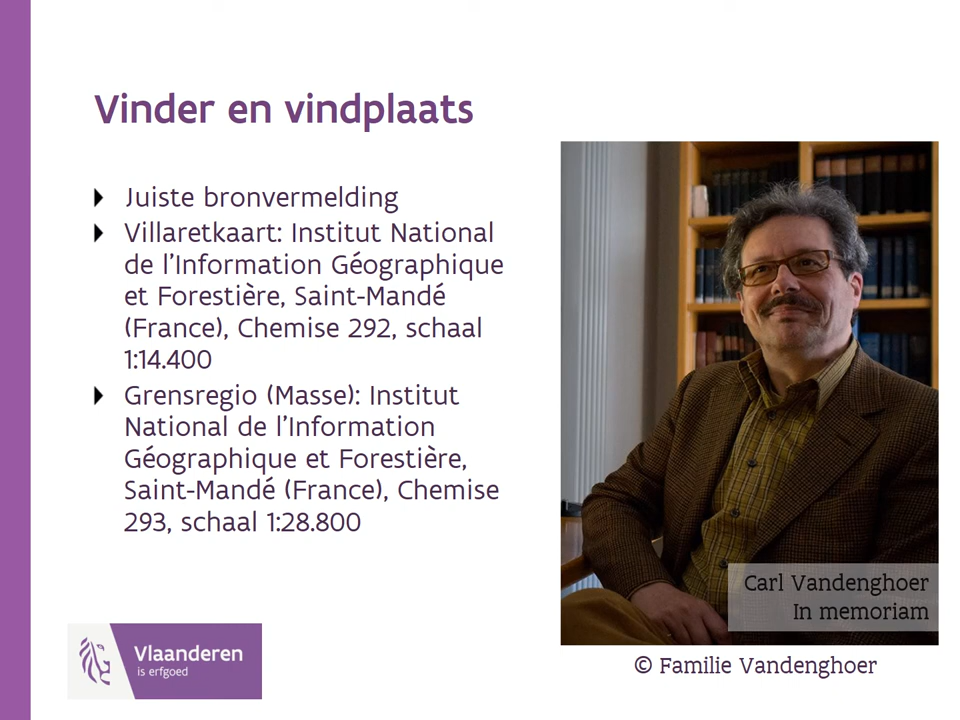 Vinder en vindplaats
Juiste bronvermelding
Villaretkaart: Institut National
de l'Information Géographique
et Forestière, Saint-Mandé
(France), Chemise 292, schaal
1:14.400
Grensregio (Masse): Institut
National de l'Information
Géographique et Forestière,
Saint-Mandé (France), Chemise
293, schaal 1:28.800
Carl Vandenghoer
In memoriam
© Familie Vandenghoer
Vlaanderen
is erfgoed